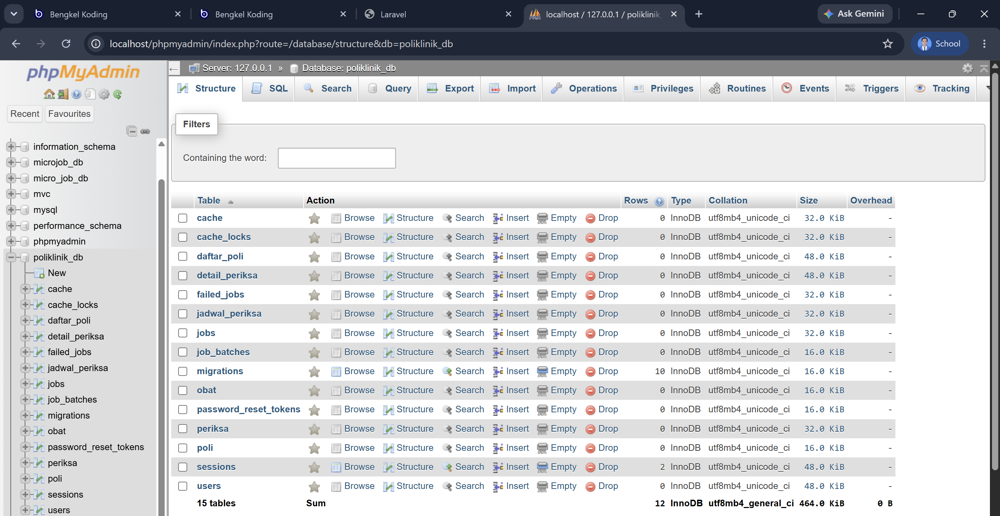 Bengkel Koding
Bengkel Koding
Laravel
localhost / 127.0.0.1 / poliklinik_
Ask Gemini
localhost/phpmyadmin/index.php?route=/database/structure&db=poliklinik_db
School
phpMyAdmin
Recent Favourites
information_schema
microjob_db
micro_job_db
mvc
mysql
performance_schema
phpmyadmin
poliklinik_db
New
cache
cache_locks
daftar_poli
detail_periksa
failed_jobs
jadwal_periksa
jobs
job_batches
migrations
obat
password_reset_tokens
periksa
poli
sessions
users
Server: 127.0.0.1 » Database: poliklinik_db
Structure SQL Search Query Export Import Operations Privileges Routines Events Triggers Tracking
Filters
Containing the word:
Table Action Rows Type Collation Size Overhead
cache Browse Structure Search Insert Empty Drop 0 InnoDB utf8mb4_unicode_ci 32.0 KiB -
cache_locks Browse Structure Search Insert Empty Drop 0 InnoDB utf8mb4_unicode_ci 32.0 KiB -
daftar_poli Browse Structure Search Insert Empty Drop 0 InnoDB utf8mb4_unicode_ci 48.0 KiB -
detail_periksa Browse Structure Search Insert Empty Drop 0 InnoDB utf8mb4_unicode_ci 48.0 KiB -
failed_jobs Browse Structure Search Insert Empty Drop 0 InnoDB utf8mb4_unicode_ci 32.0 KiB -
jadwal_periksa Browse Structure Search Insert Empty Drop 0 InnoDB utf8mb4_unicode_ci 32.0 KiB -
jobs Browse Structure Search Insert Empty Drop 0 InnoDB utf8mb4_unicode_ci 32.0 KiB -
job_batches Browse Structure Search Insert Empty Drop 0 InnoDB utf8mb4_unicode_ci 16.0 KiB -
migrations Browse Structure Search Insert Empty Drop 10 InnoDB utf8mb4_unicode_ci 16.0 KiB -
obat Browse Structure Search Insert Empty Drop 0 InnoDB utf8mb4_unicode_ci 16.0 KiB -
password_reset_tokens Browse Structure Search Insert Empty Drop 0 InnoDB utf8mb4_unicode_ci 16.0 KiB -
periksa Browse Structure Search Insert Empty Drop 0 InnoDB utf8mb4_unicode_ci 32.0 KiB -
poli Browse Structure Search Insert Empty Drop 0 InnoDB utf8mb4_unicode_ci 16.0 KiB -
sessions Browse Structure Search Insert Empty Drop 2 InnoDB utf8mb4_unicode_ci 48.0 KiB -
users Browse Structure Search Insert Empty Drop 0 InnoDB utf8mb4_unicode_ci 48.0 KiB -
15 tables Sum 12 InnoDB utf8mb4_general_ci 464.0 KiB 0 B